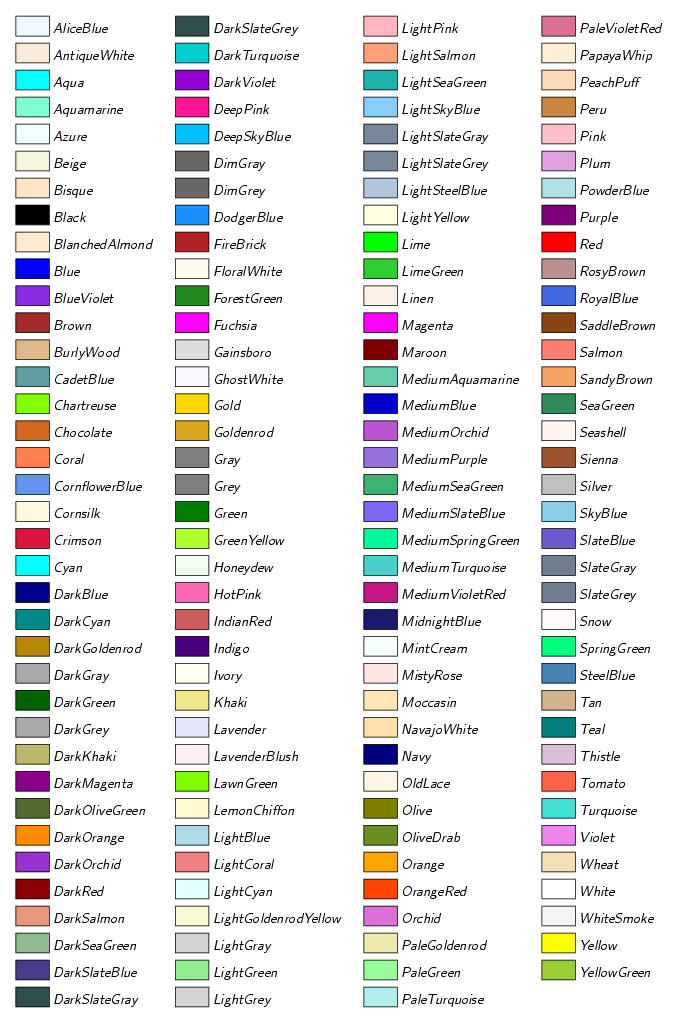 AliceBlue
AntiqueWhite
Aqua
Aquamarine
Azure
Beige
Bisque
Black
BlanchedAlmond
Blue
BlueViolet
Brown
BurlyWood
CadetBlue
Chartreuse
Chocolate
Coral
CornflowerBlue
Cornsilk
Crimson
Cyan
DarkBlue
DarkCyan
DarkGoldenrod
DarkGray
DarkGreen
DarkGrey
DarkKhaki
DarkMagenta
DarkOliveGreen
DarkOrange
DarkOrchid
DarkRed
DarkSalmon
DarkSeaGreen
DarkSlateBlue
DarkSlateGray
DarkSlateGrey
DarkTurquoise
DarkViolet
DeepPink
DeepSkyBlue
DimGray
DimGrey
DodgerBlue
FireBrick
FloralWhite
ForestGreen
Fuchsia
Gainsboro
GhostWhite
Gold
Goldenrod
Gray
Grey
Green
GreenYellow
Honeydew
HotPink
IndianRed
Indigo
Ivory
Khaki
Lavender
LavenderBlush
LawnGreen
LemonChiffon
LightBlue
LightCoral
LightCyan
LightGoldenrodYellow
LightGray
LightGreen
LightGrey
LightPink
LightSalmon
LightSeaGreen
LightSkyBlue
LightSlateGray
LightSlateGrey
LightSteelBlue
LightYellow
Lime
LimeGreen
Linen
Magenta
Maroon
MediumAquamarine
MediumBlue
MediumOrchid
MediumPurple
MediumSeaGreen
MediumSlateBlue
MediumSpringGreen
MediumTurquoise
MediumVioletRed
MidnightBlue
MintCream
MistyRose
Moccasin
NavajoWhite
Navy
OldLace
Olive
OliveDrab
Orange
OrangeRed
Orchid
PaleGoldenrod
PaleGreen
PaleTurquoise
PaleVioletRed
PapayaWhip
PeachPuff
Peru
Pink
Plum
PowderBlue
Purple
Red
RosyBrown
RoyalBlue
SaddleBrown
Salmon
SandyBrown
SeaGreen
Seashell
Sienna
Silver
SkyBlue
SlateBlue
SlateGray
SlateGrey
Snow
SpringGreen
SteelBlue
Tan
Teal
Thistle
Tomato
Turquoise
Violet
Wheat
White
WhiteSmoke
Yellow
YellowGreen